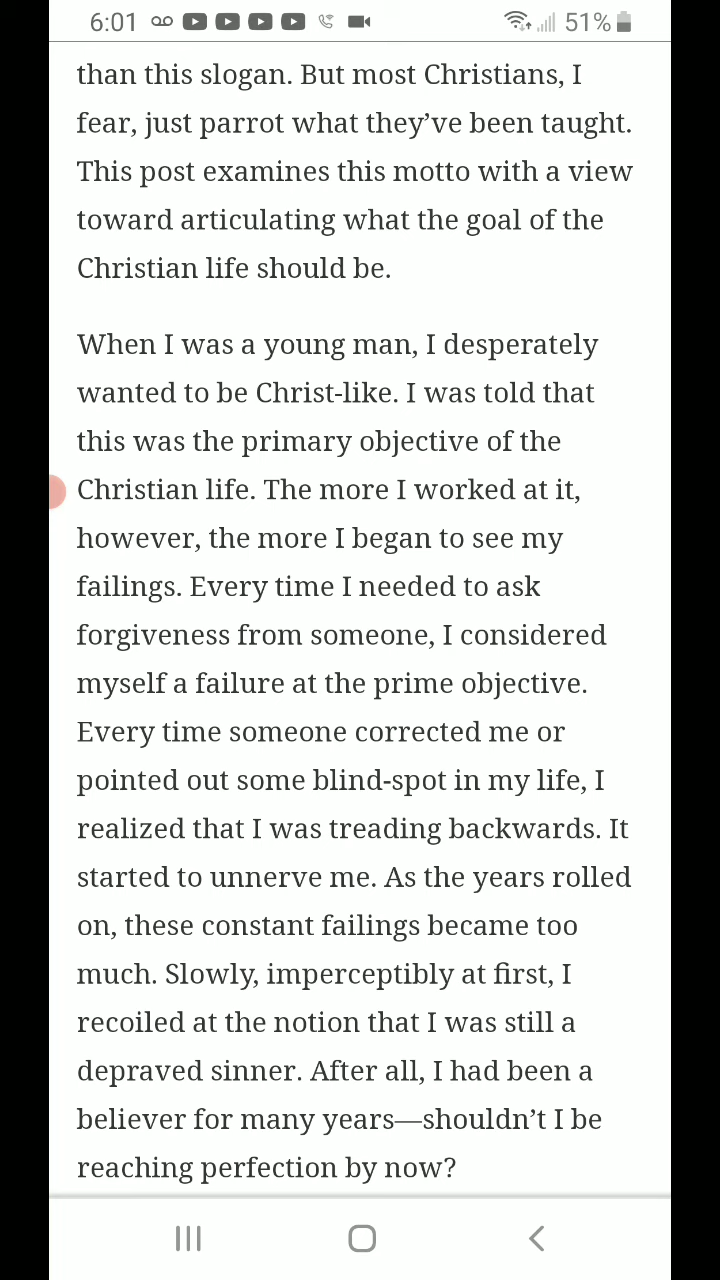 6:01
51%
than this slogan. But most Christians, I
fear, just parrot what they’ve been taught.
This post examines this motto with a view
toward articulating what the goal of the
Christian life should be.
When I was a young man, I desperately
wanted to be Christ-like. I was told that
this was the primary objective of the
Christian life. The more I worked at it,
however, the more I began to see my
failings. Every time I needed to ask
forgiveness from someone, I considered
myself a failure at the prime objective.
Every time someone corrected me or
pointed out some blind-spot in my life, I
realized that I was treading backwards. It
started to unnerve me. As the years rolled
on, these constant failings became too
much. Slowly, imperceptibly at first, I
recoiled at the notion that I was still a
depraved sinner. After all, I had been a
believer for many years—shouldn’t I be
reaching perfection by now?